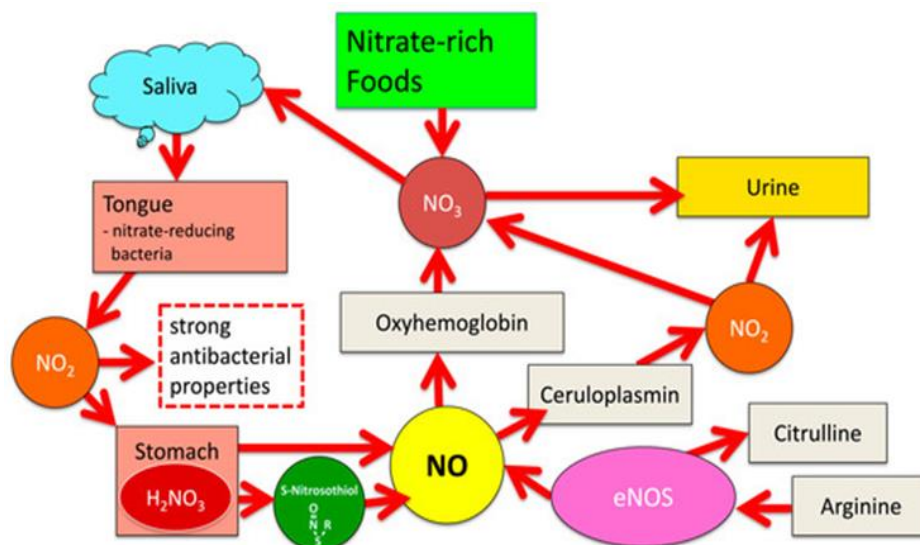 Nitrate-rich
Foods
Saliva
Tongue
- nitrate-reducing
bacteria
NO3
Urine
Oxyhemoglobin
NO2
NO2
strong
antibacterial
properties
Ceruloplasmin
Stomach
H2NO3
S-Nitrosothiol
O
N R
S
NO
eNOS
Citrulline
Arginine